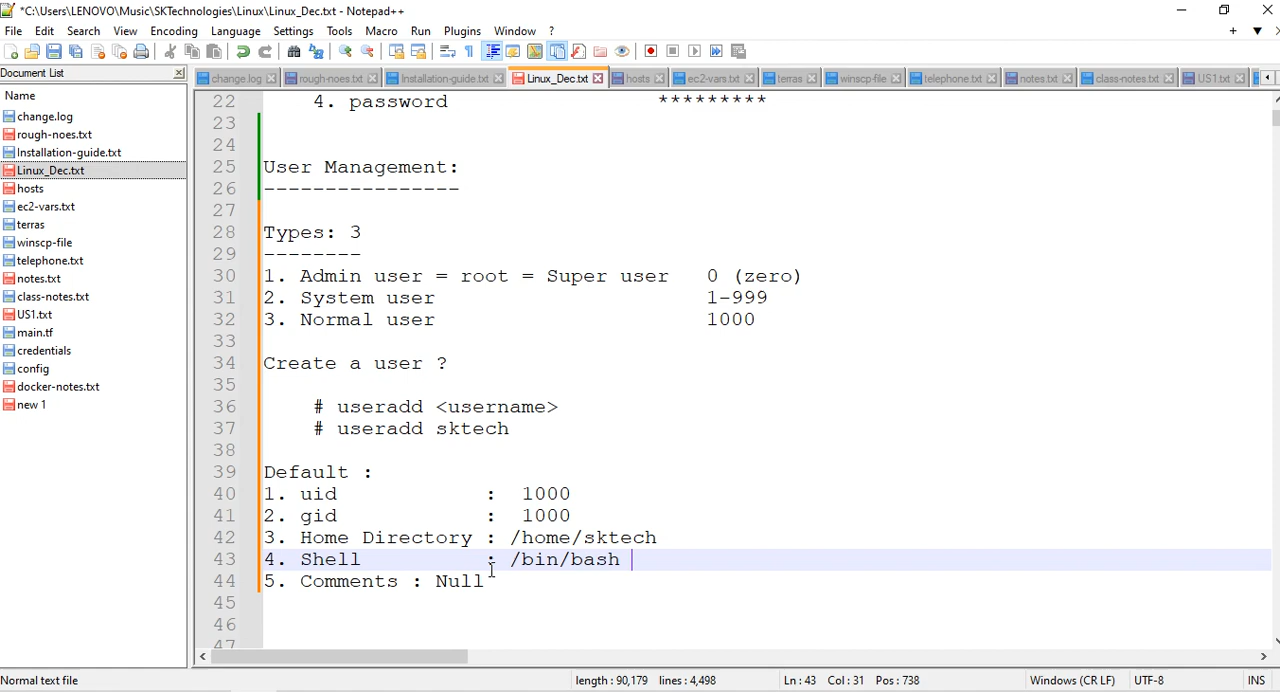 *C:\Users\LENOVO\Music\SKTechnologies\Linux\Linux_Dec.txt - Notepad++
File Edit Search View Encoding Language Settings Tools Macro Run Plugins Window ?
Document List
change.log rough-noes.txt Installation-guide.txt Linux_Dec.txt hosts ec2-vars.txt terras winscp-file telephone.txt notes.txt class-notes.txt US1.txt
Name
change.log
rough-noes.txt
Installation-guide.txt
Linux_Dec.txt
hosts
ec2-vars.txt
terras
winscp-file
telephone.txt
notes.txt
class-notes.txt
US1.txt
main.tf
credentials
config
docker-notes.txt
new 1
22 4. password *********
23
24
25 User Management:
26 ----------------
27
28 Types: 3
29 --------
30 1. Admin user = root = Super user 0 (zero)
31 2. System user 1-999
32 3. Normal user 1000
33
34 Create a user ?
35
36 # useradd <username>
37 # useradd sktech
38
39 Default :
40 1. uid : 1000
41 2. gid : 1000
42 3. Home Directory : /home/sktech
43 4. Shell : /bin/bash
44 5. Comments : Null
45
46
47
Normal text file length : 90,179 lines : 4,498 Ln : 43 Col : 31 Pos : 738 Windows (CR LF) UTF-8 INS